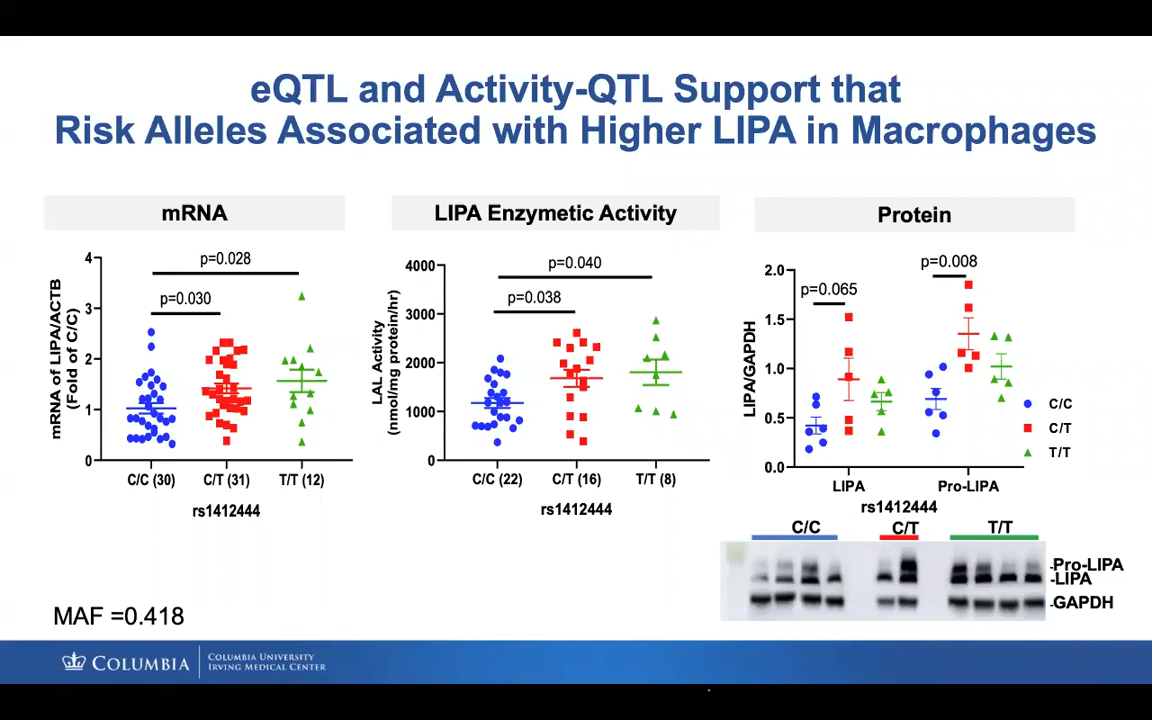 eQTL and Activity-QTL Support that
Risk Alleles Associated with Higher LIPA in Macrophages
mRNA
mRNA of LIPA/ACTB
(Fold of C/C)
4
3
2
1
0
p=0.028
p=0.030
C/C (30)
C/T (31)
T/T (12)
rs1412444
LIPA Enzymetic Activity
LAL Activity
(nmol/mg protein/hr)
4000
3000
2000
1000
0
p=0.040
p=0.038
C/C (22)
C/T (16)
T/T (8)
rs1412444
Protein
LIPA/GAPDH
2.0
1.5
1.0
0.5
0.0
p=0.065
p=0.008
LIPA
Pro-LIPA
rs1412444
C/C
C/T
T/T
C/C
C/T
T/T
-Pro-LIPA
-LIPA
-GAPDH
MAF =0.418
COLUMBIA
COLUMBIA UNIVERSITY
IRVING MEDICAL CENTER